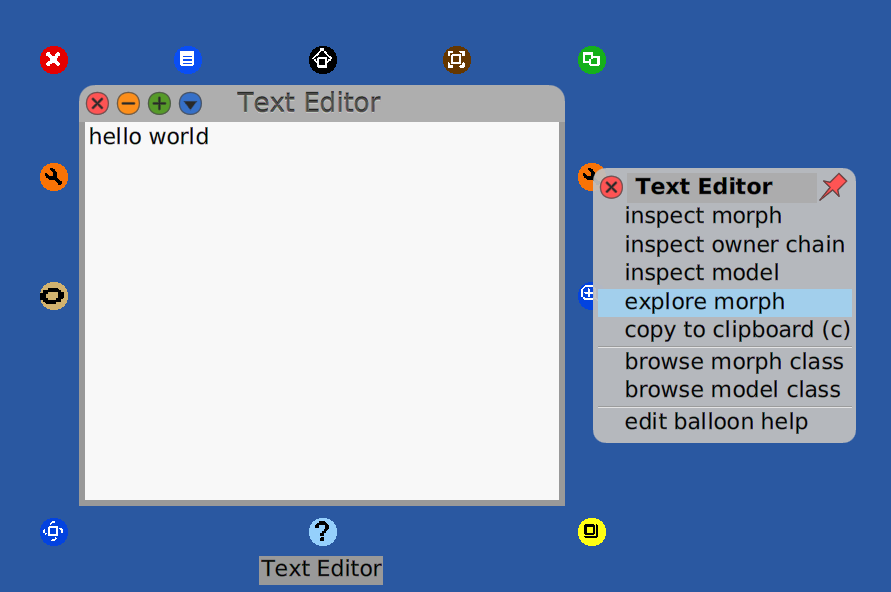 Text Editor
hello world
Text Editor
inspect morph
inspect owner chain
inspect model
explore morph
copy to clipboard (c)
browse morph class
browse model class
edit balloon help
?
Text Editor